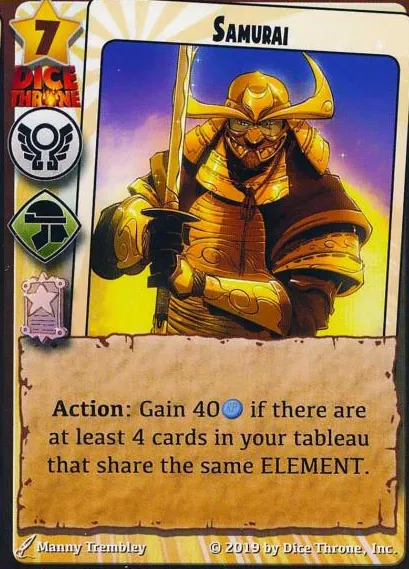 7
SAMURAI
DICE
THRONE
Action: Gain 40 AP if there are
at least 4 cards in your tableau
that share the same ELEMENT.
Manny Trembley
© 2019 by Dice Throne, Inc.